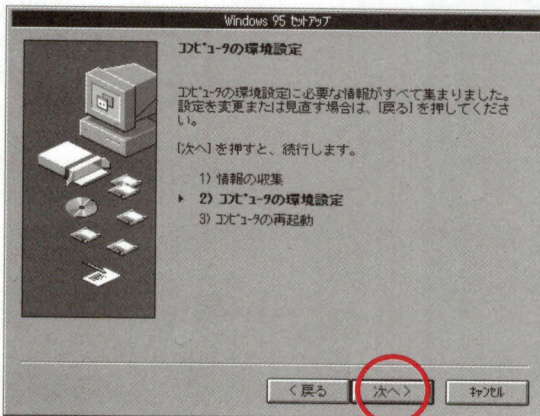 Windows 95 ｾｯﾄｱｯﾌﾟ
ｺﾝﾋﾟｭｰﾀの環境設定
ｺﾝﾋﾟｭｰﾀの環境設定に必要な情報がすべて集まりました。
設定を変更または見直す場合は、[戻る] を押してくださ
い。
[次へ] を押すと、続行します。
1) 情報の収集
2) ｺﾝﾋﾟｭｰﾀの環境設定
3) ｺﾝﾋﾟｭｰﾀの再起動
< 戻る
次へ >
ｷｬﾝｾﾙ